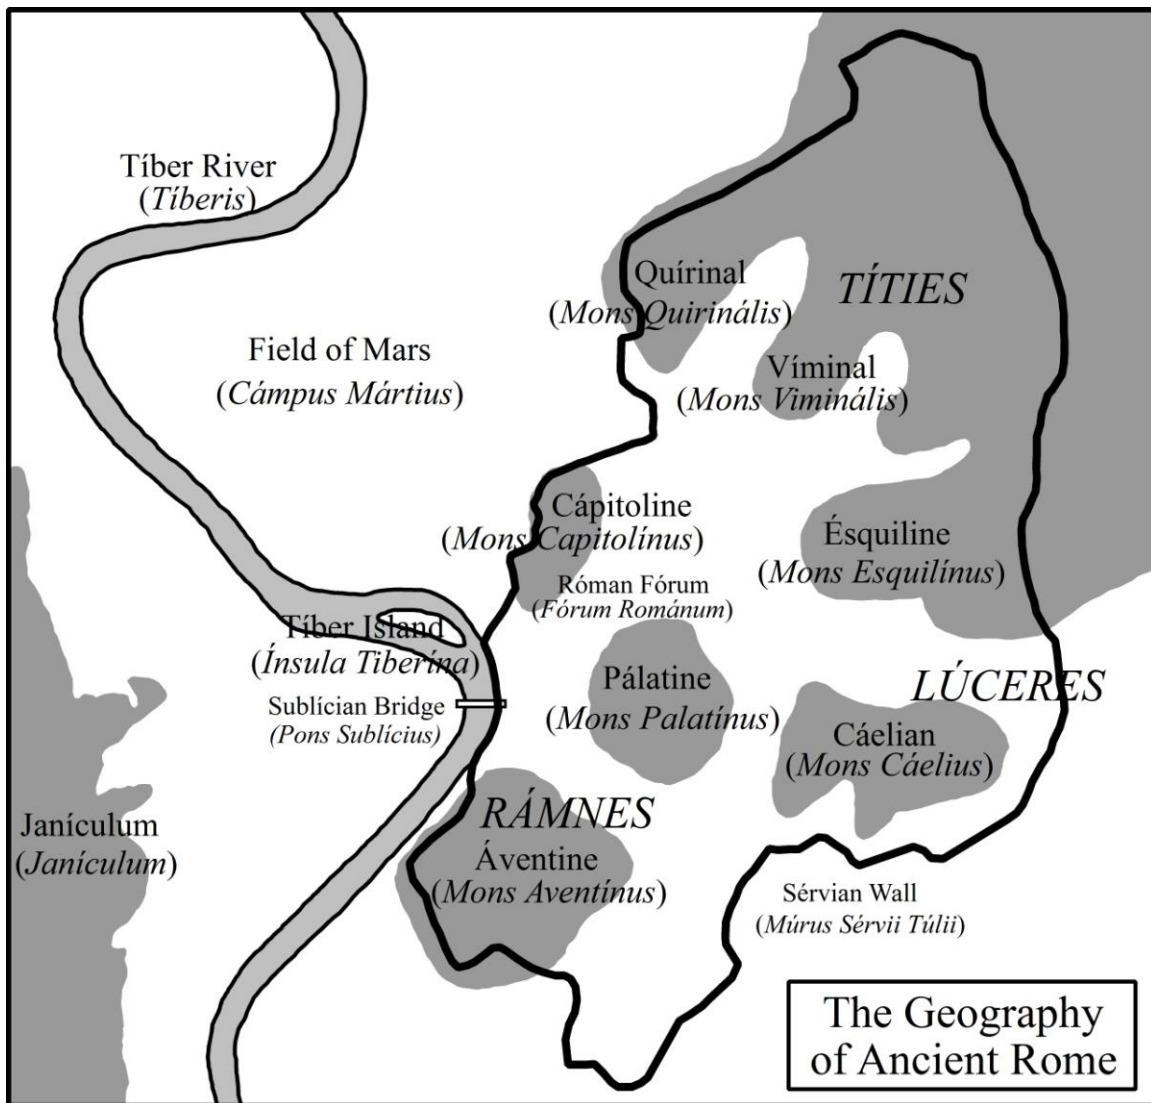 Tíber River
(Tíberis)
Quírinal
(Mons Quirinális)
TÍTIES
Field of Mars
(Cámpus Mártius)
Víminal
(Mons Viminális)
Cápitoline
(Mons Capitolínus)
Ésquiline
(Mons Esquilínus)
Róman Fórum
(Fórum Románum)
Tíber Island
(Ínsula Tiberína)
Pálatine
(Mons Palatínus)
LÚCERES
Sublícian Bridge
(Pons Sublícius)
Cáelian
(Mons Cáelius)
RÁMNES
Janículum
(Janículum)
Áventine
(Mons Aventínus)
Sérvian Wall
(Múrus Sérvii Túlii)
The Geography
of Ancient Rome